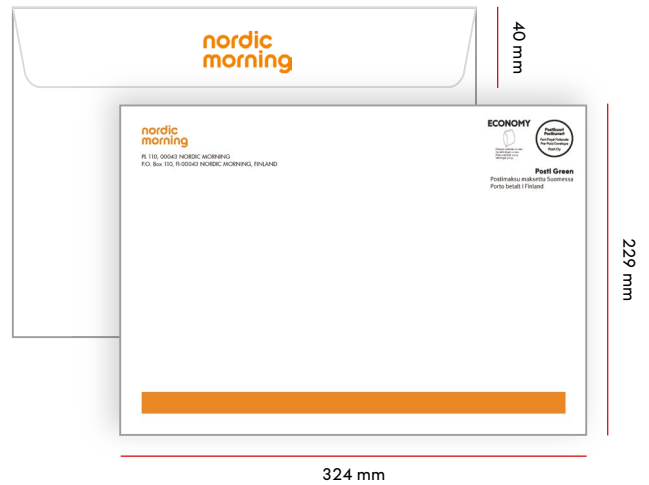 nordic
morning
40 mm
nordic
morning
PL 110, 00043 NORDIC MORNING
P.O. Box 110, FI-00043 NORDIC MORNING, FINLAND
ECONOMY
Posti Green
Postimaksu maksettu Suomessa
Porto betalt i Finland
229 mm
324 mm